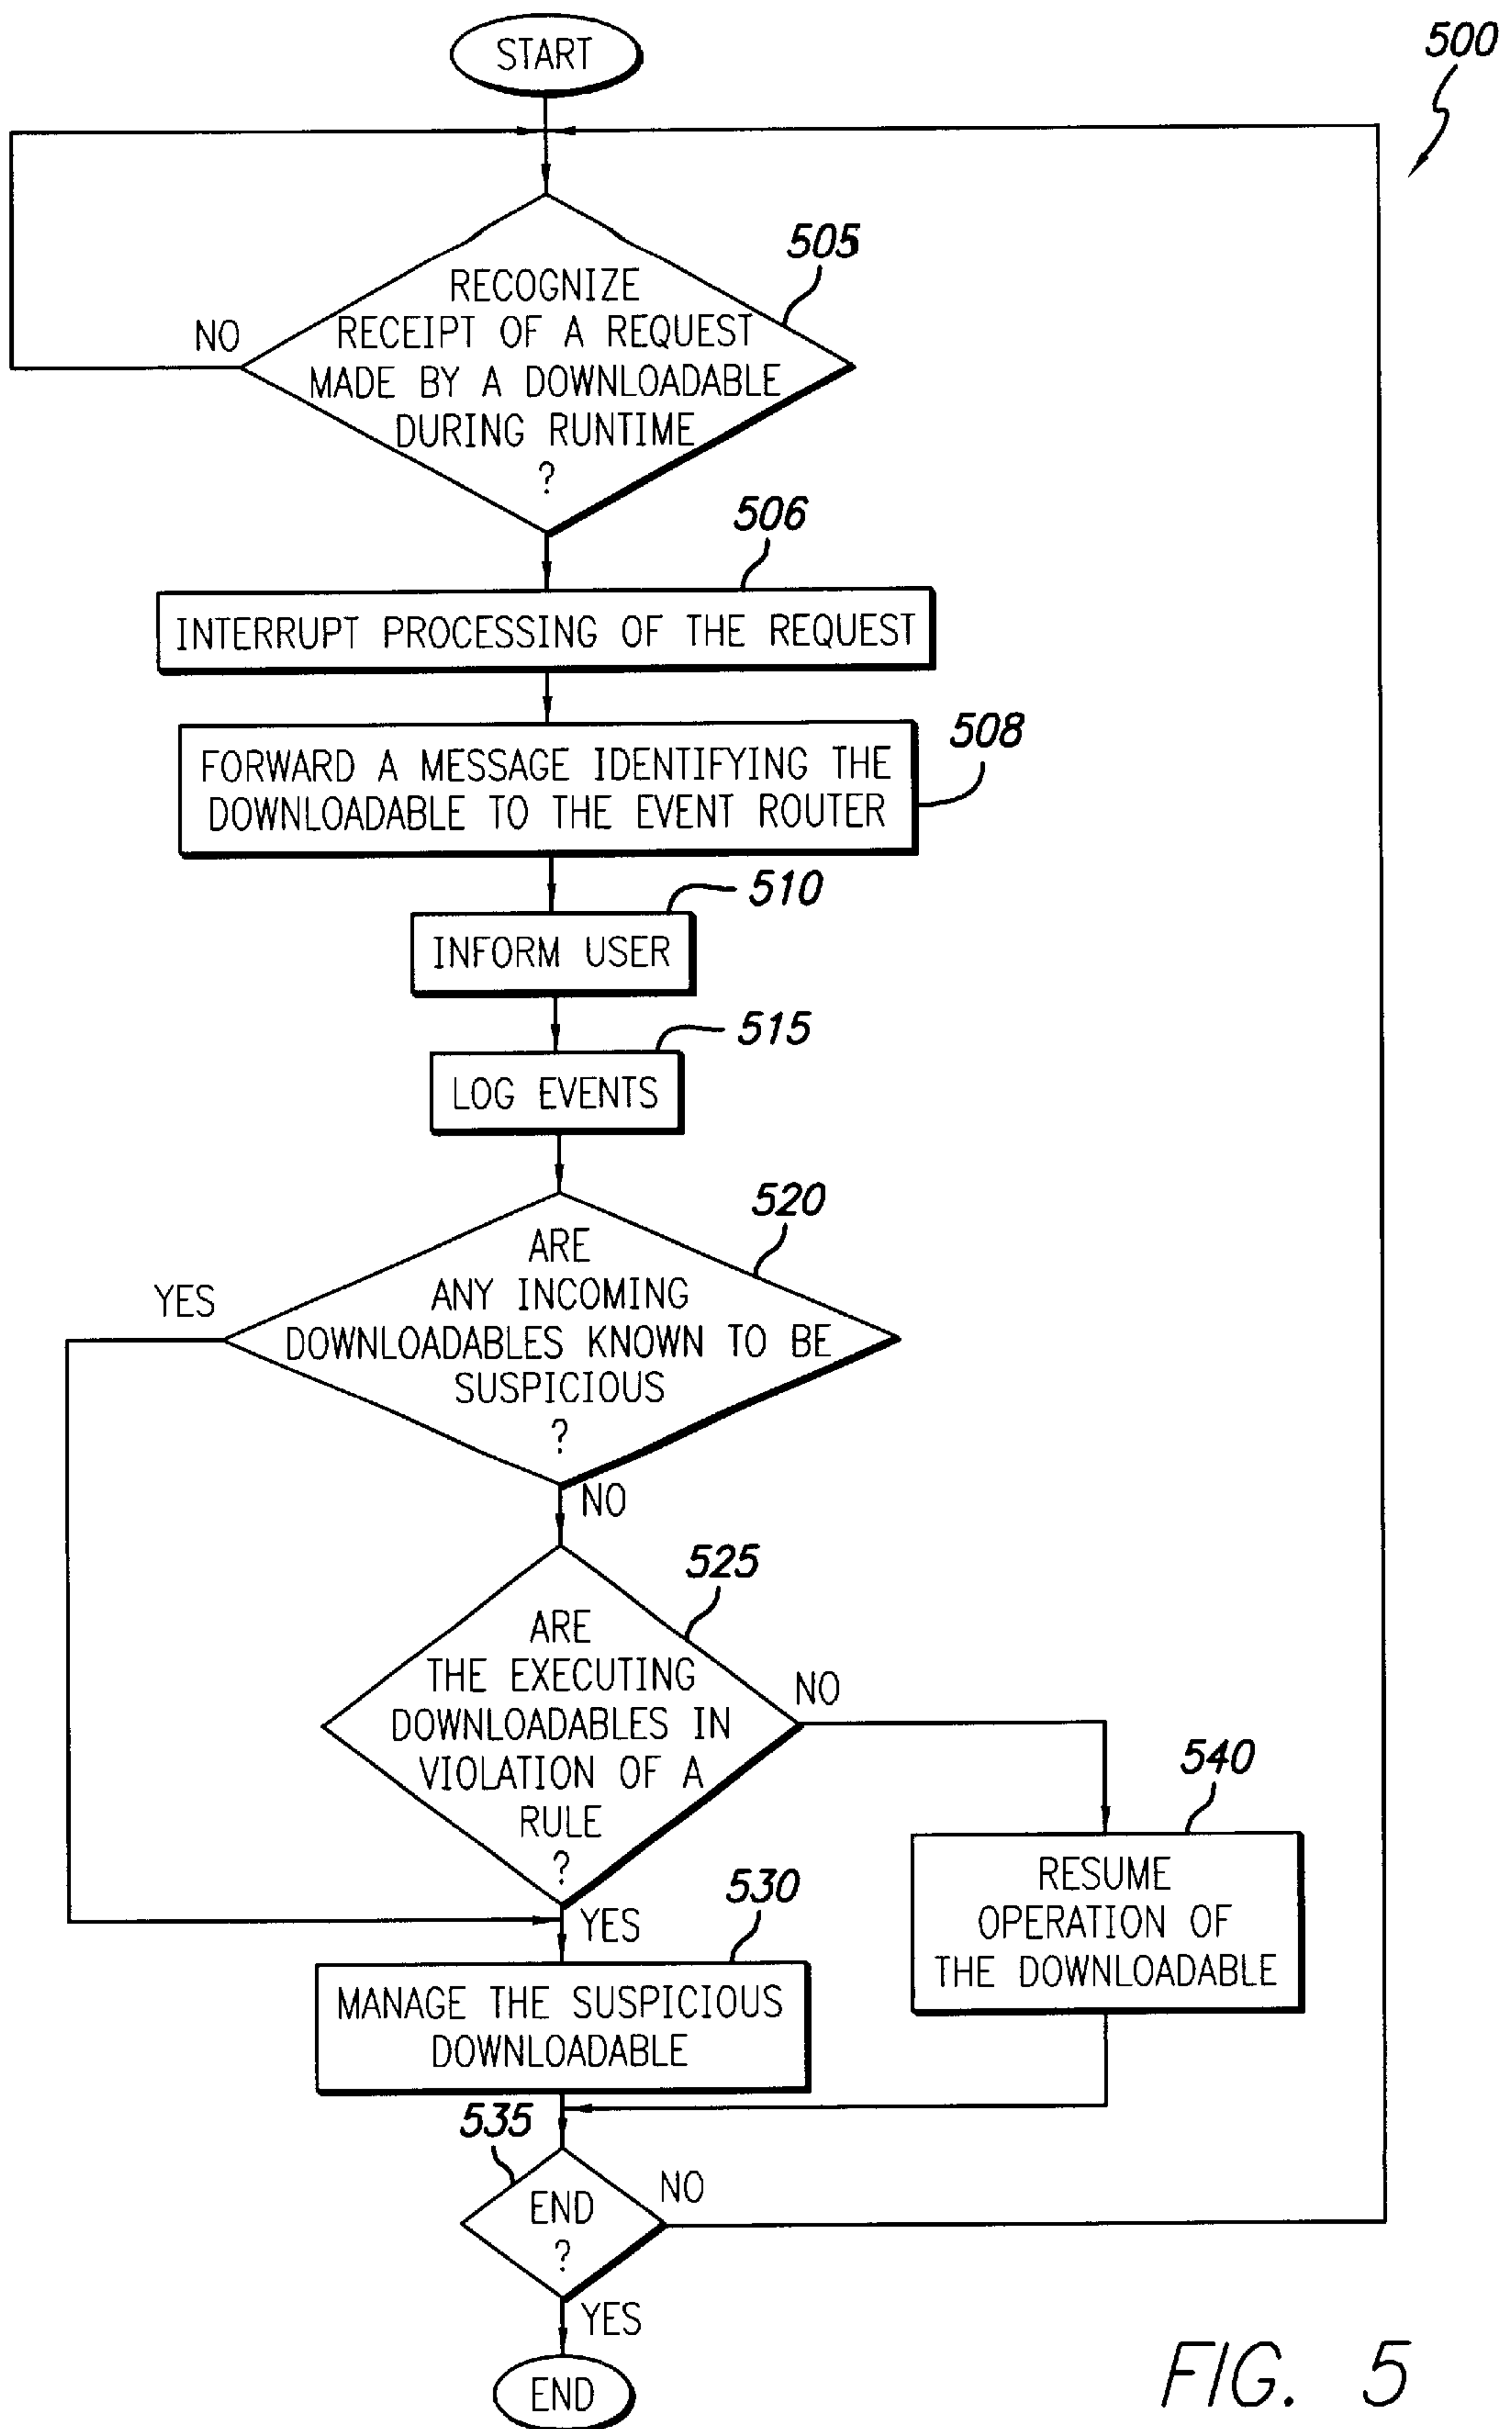 START
500
505
RECOGNIZE
RECEIPT OF A REQUEST
MADE BY A DOWNLOADABLE
DURING RUNTIME
?
NO
506
INTERRUPT PROCESSING OF THE REQUEST
508
FORWARD A MESSAGE IDENTIFYING THE
DOWNLOADABLE TO THE EVENT ROUTER
510
INFORM USER
515
LOG EVENTS
520
ARE
ANY INCOMING
DOWNLOADABLES KNOWN TO BE
SUSPICIOUS
?
YES
NO
525
ARE
THE EXECUTING
DOWNLOADABLES IN
VIOLATION OF A
RULE
?
NO
YES
540
RESUME
OPERATION OF
THE DOWNLOADABLE
530
MANAGE THE SUSPICIOUS
DOWNLOADABLE
535
END
?
NO
YES
END
FIG. 5